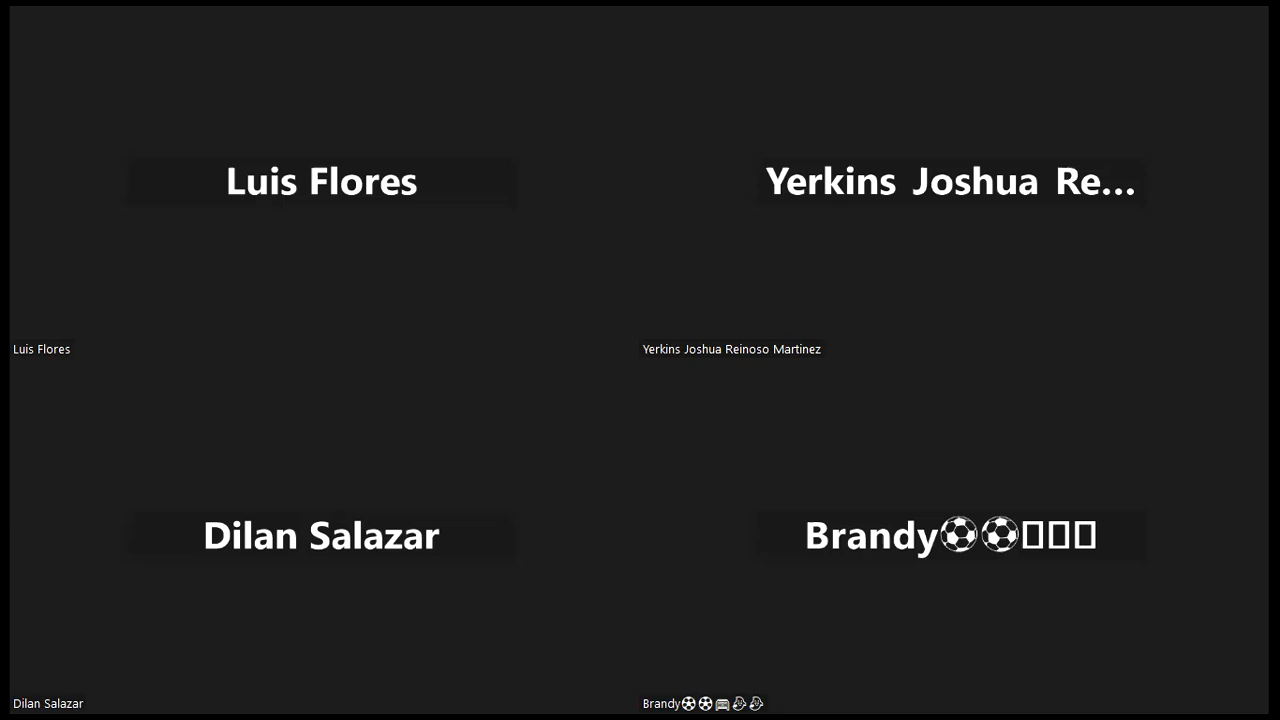 Luis Flores
Yerkins Joshua Re...
Luis Flores
Yerkins Joshua Reinoso Martinez
Dilan Salazar
Brandy⚽⚽
Dilan Salazar
Brandy⚽⚽